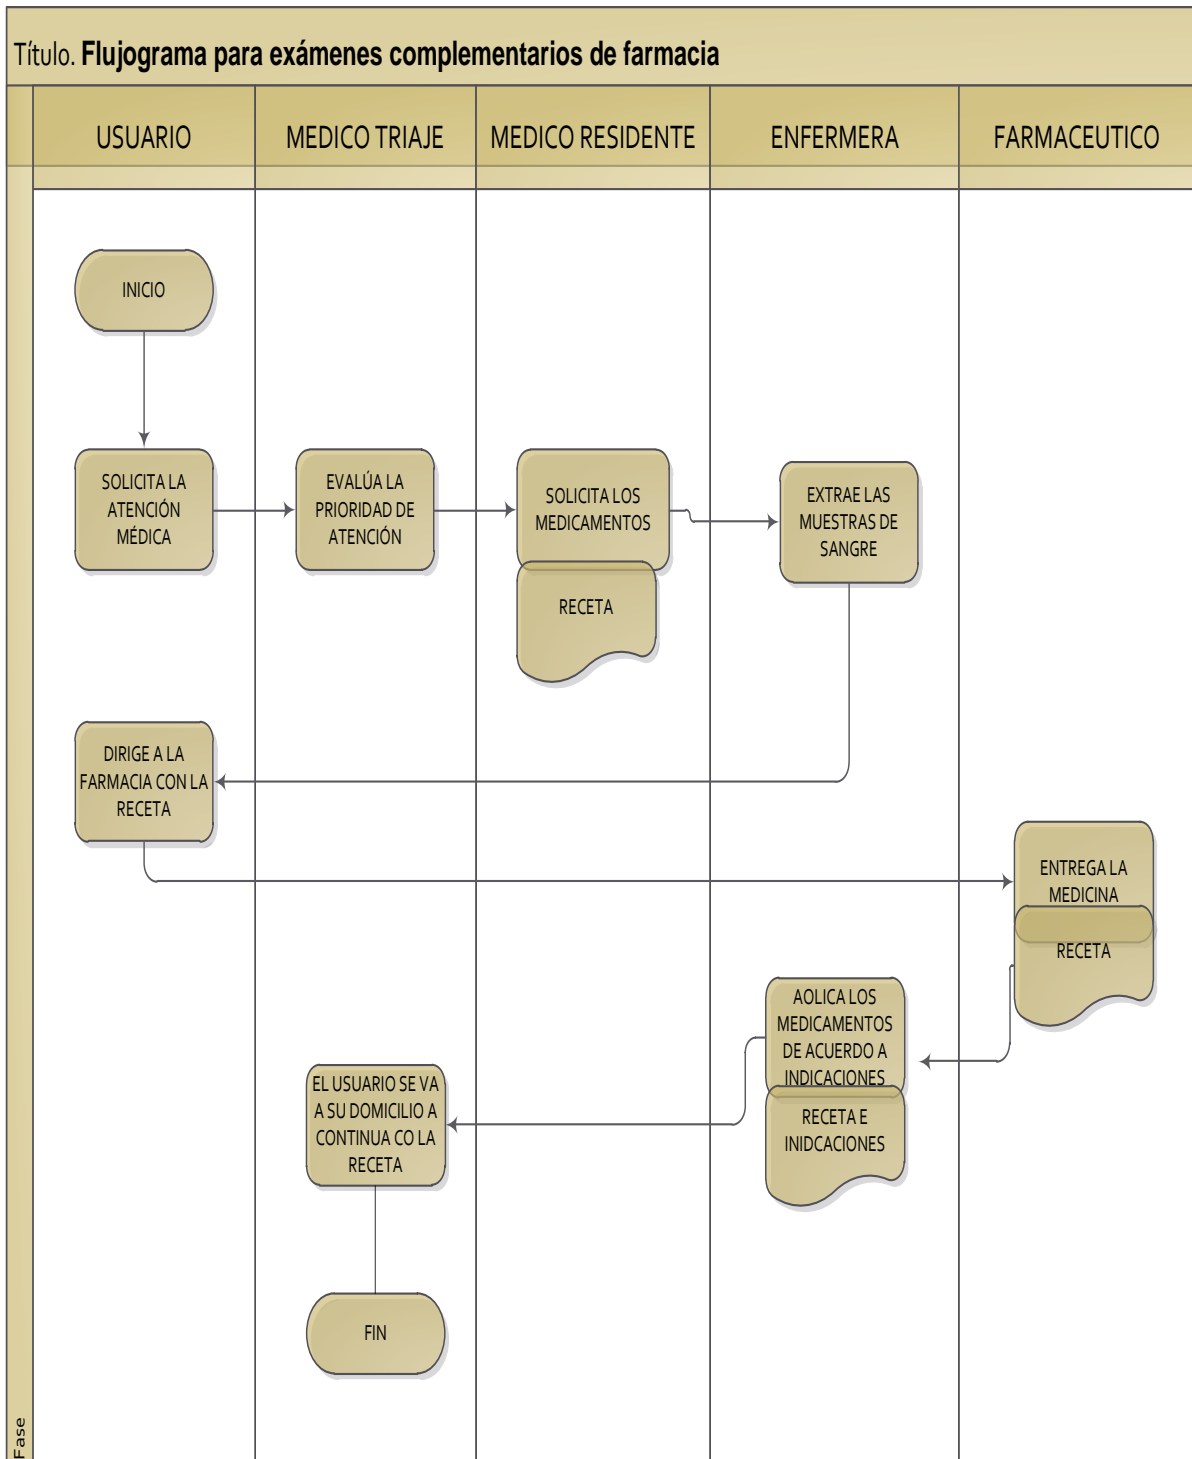 Título. Flujograma para exámenes complementarios de farmacia
USUARIO
MEDICO TRIAJE
MEDICO RESIDENTE
ENFERMERA
FARMACEUTICO
INICIO
SOLICITA LA
ATENCIÓN
MÉDICA
EVALÚA LA
PRIORIDAD DE
ATENCIÓN
SOLICITA LOS
MEDICAMENTOS
RECETA
EXTRAE LAS
MUESTRAS DE
SANGRE
DIRIGE A LA
FARMACIA CON LA
RECETA
ENTREGA LA
MEDICINA
RECETA
AOLICA LOS
MEDICAMENTOS
DE ACUERDO A
INDICACIONES
RECETA E
INIDCACIONES
EL USUARIO SE VA
A SU DOMICILIO A
CONTINUA CO LA
RECETA
FIN
Fase